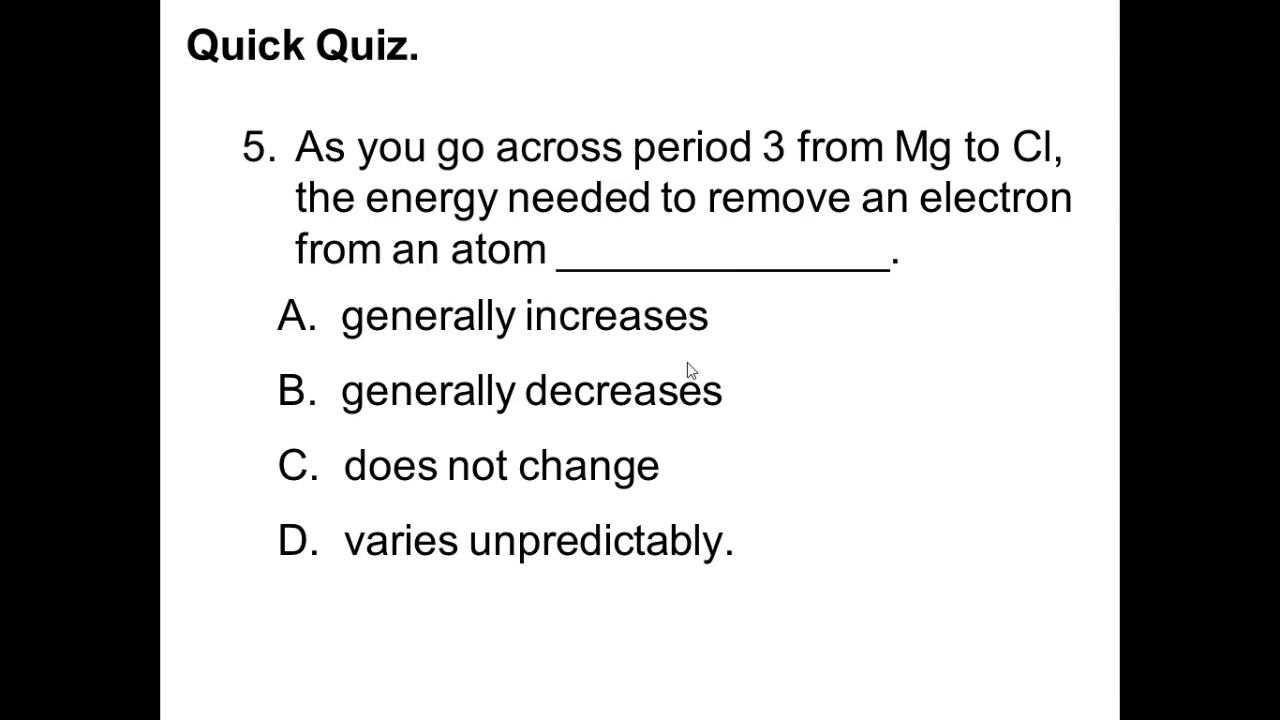 Quick Quiz.
5. As you go across period 3 from Mg to Cl,
the energy needed to remove an electron
from an atom _______________.
A. generally increases
B. generally decreases
C. does not change
D. varies unpredictably.